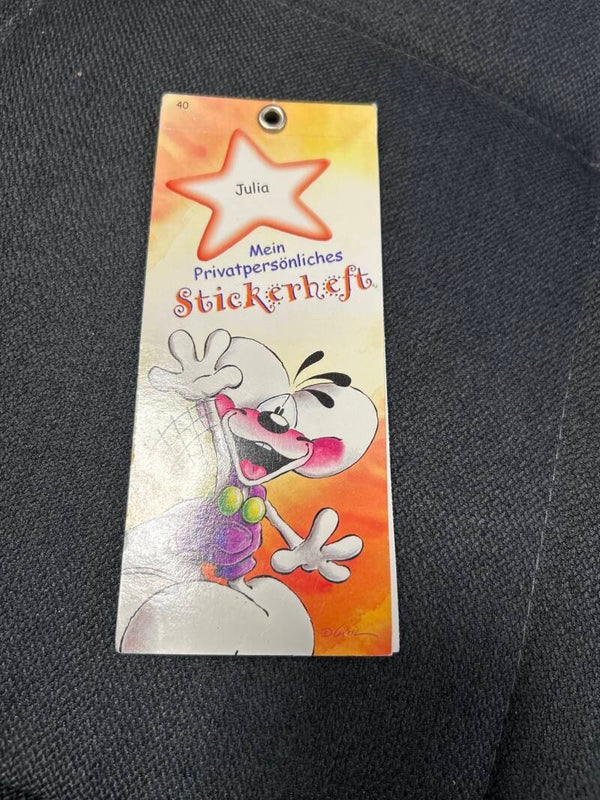 40
Julia
Mein
Privatpersönliches
Stickerheft